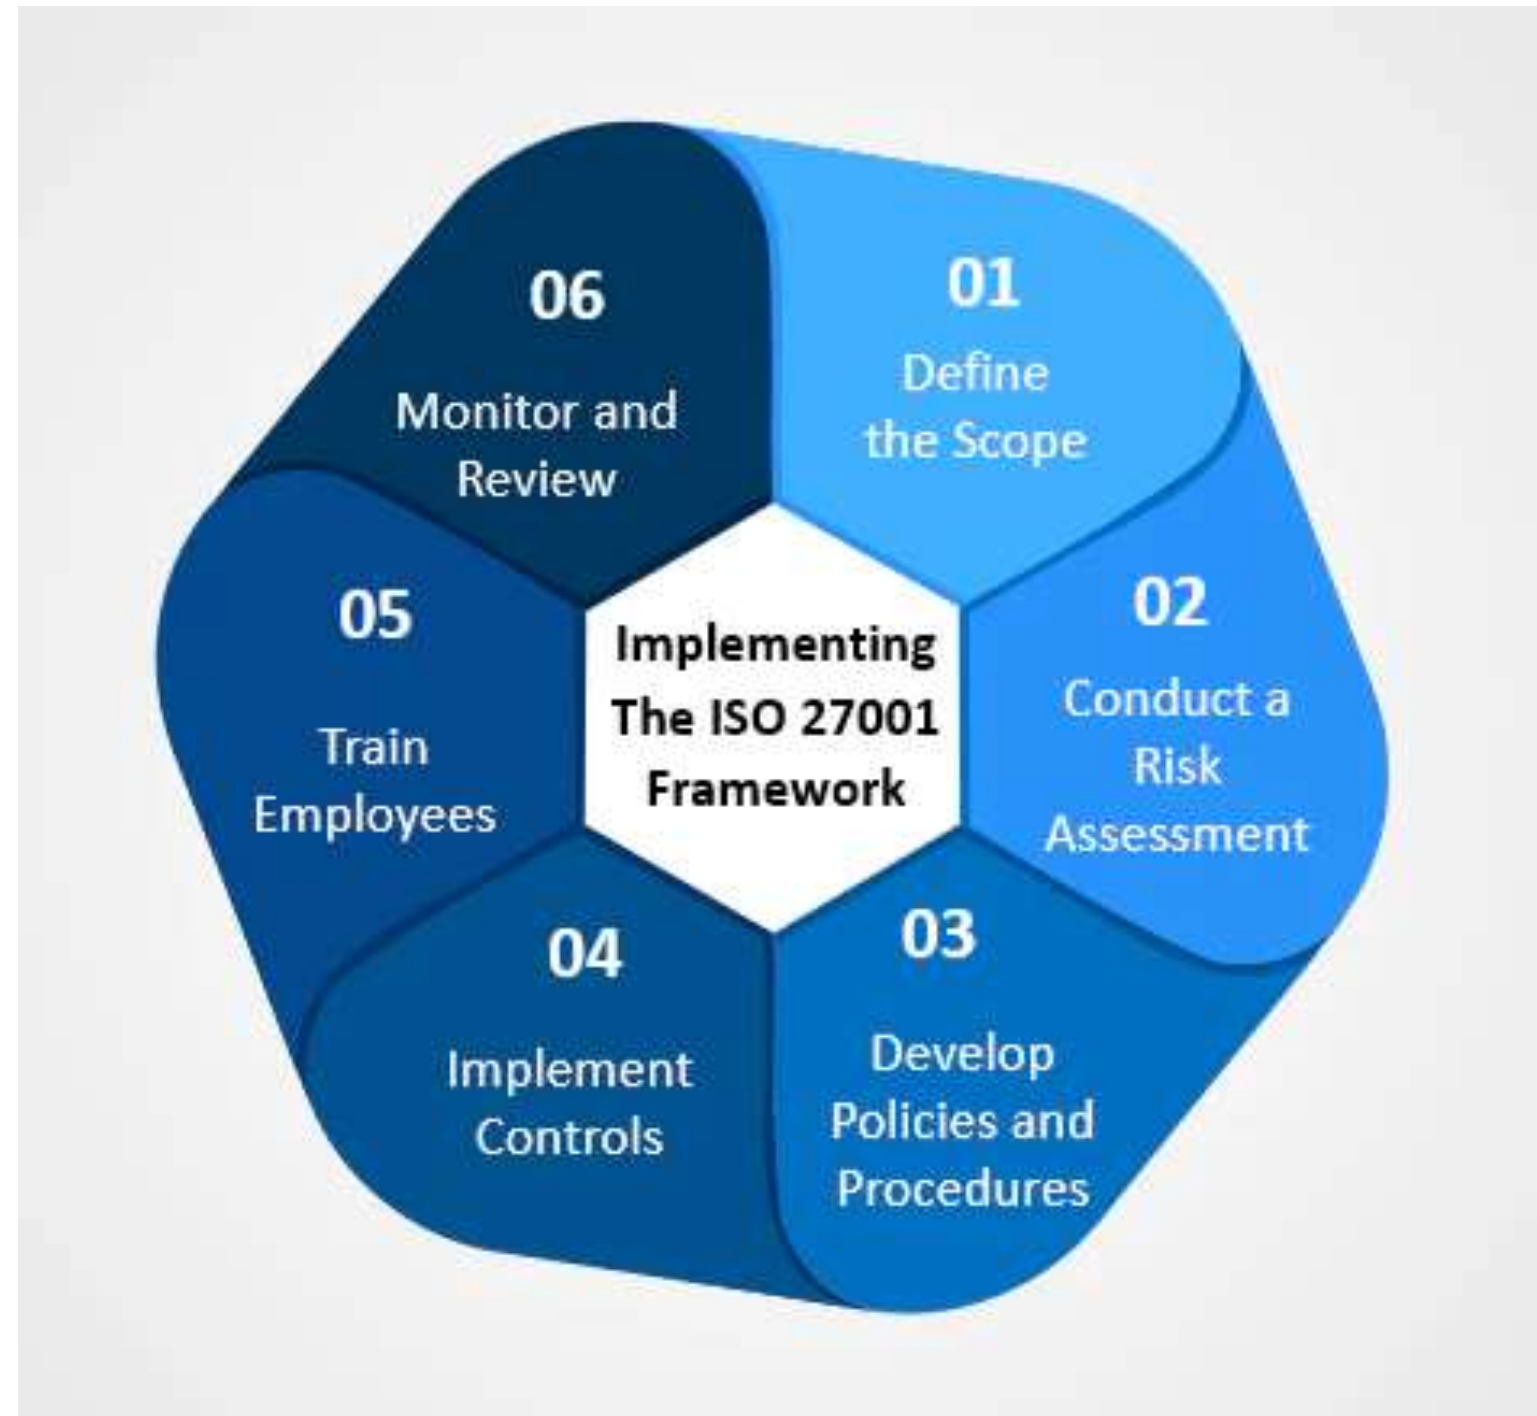 Implementing
The ISO 27001
Framework
01
Define
the Scope
02
Conduct a
Risk
Assessment
03
Develop
Policies and
Procedures
04
Implement
Controls
05
Train
Employees
06
Monitor and
Review